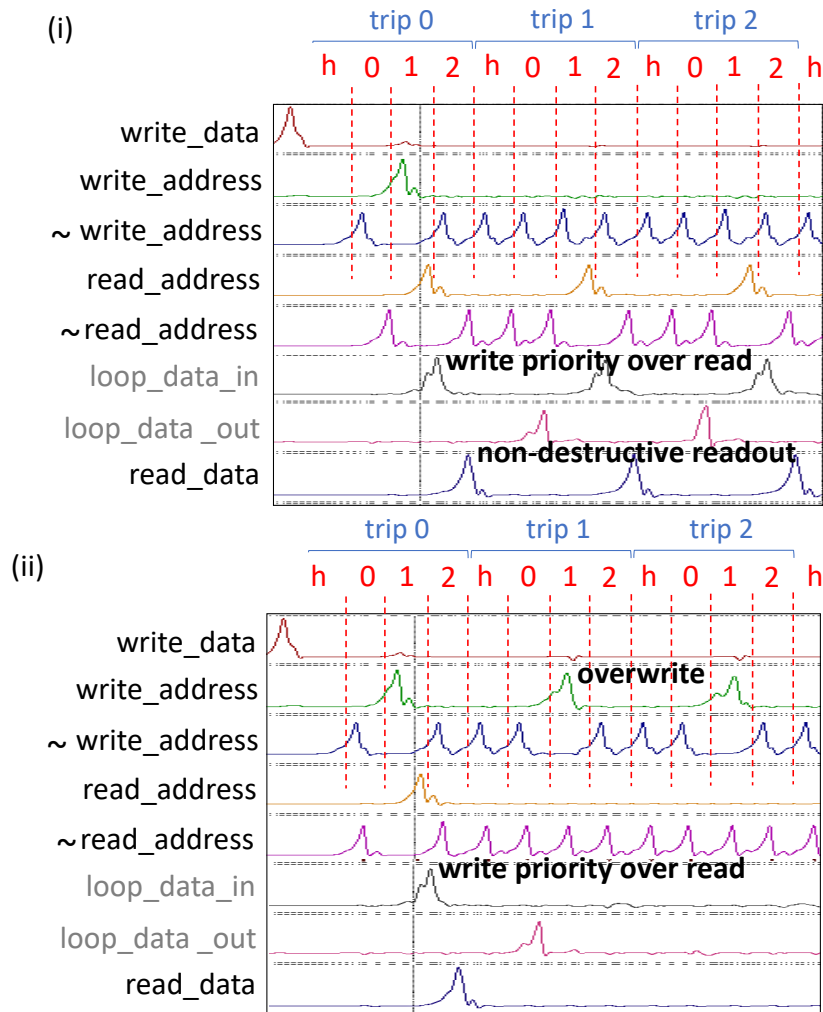 (i)
trip 0 trip 1 trip 2
h 0 1 2 h 0 1 2 h 0 1 2 h
write_data
write_address
~ write_address
read_address
~read_address
loop_data_in write priority over read
loop_data _out
read_data non-destructive readout
(ii)
trip 0 trip 1 trip 2
h 0 1 2 h 0 1 2 h 0 1 2 h
write_data
write_address overwrite
~ write_address
read_address
~read_address
loop_data_in write priority over read
loop_data _out
read_data